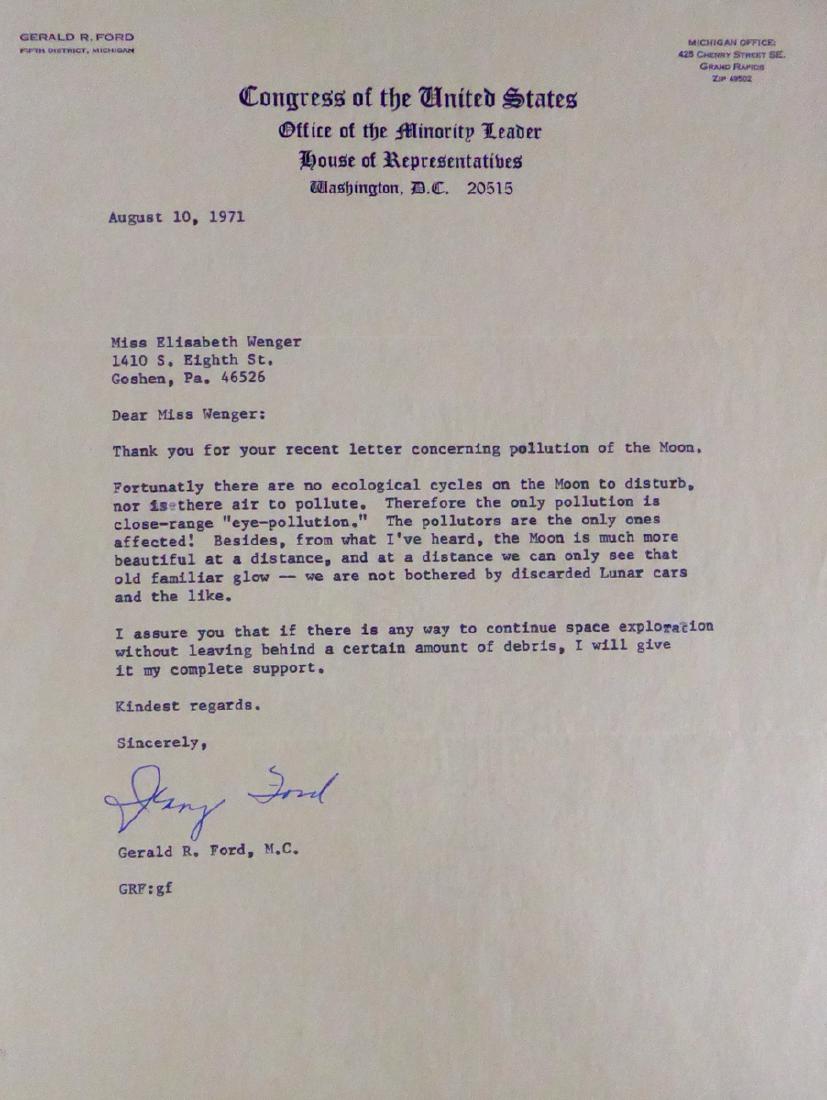 GERALD R. FORD
FIFTH DISTRICT, MICHIGAN
MICHIGAN OFFICE:
425 CHERRY STREET SE.
GRAND RAPIDS
ZIP 49502
Congress of the United States
Office of the Minority Leader
House of Representatives
Washington, D.C. 20515
August 10, 1971
Miss Elisabeth Wenger
1410 S. Eighth St.
Goshen, Pa. 46526
Dear Miss Wenger:
Thank you for your recent letter concerning pollution of the Moon.
Fortunatly there are no ecological cycles on the Moon to disturb,
nor is there air to pollute. Therefore the only pollution is
close-range "eye-pollution." The pollutors are the only ones
affected! Besides, from what I've heard, the Moon is much more
beautiful at a distance, and at a distance we can only see that
old familiar glow -- we are not bothered by discarded Lunar cars
and the like.
I assure you that if there is any way to continue space exploration
without leaving behind a certain amount of debris, I will give
it my complete support.
Kindest regards.
Sincerely,
Jerry Ford
Gerald R. Ford, M.C.
GRF:gf